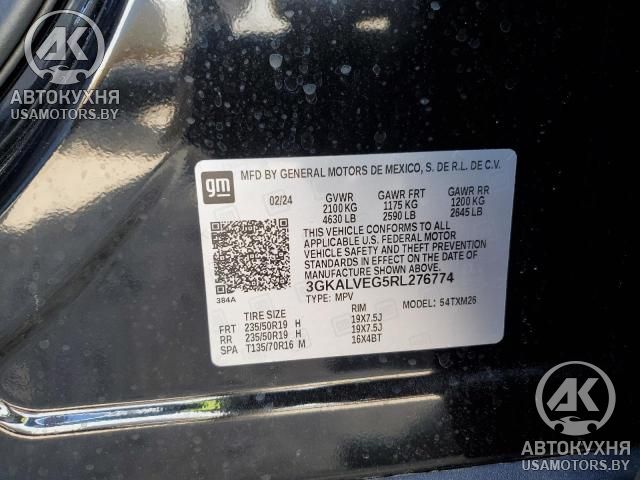 AK
АВТОКУХНЯ
USAMOTORS.BY
gm
MFD BY GENERAL MOTORS DE MEXICO, S. DE R.L. DE C.V.
02/24 GVWR GAWR FRT GAWR RR
2100 KG 1175 KG 1200 KG
4630 LB 2590 LB 2645 LB
THIS VEHICLE CONFORMS TO ALL
APPLICABLE U.S. FEDERAL MOTOR
VEHICLE SAFETY AND THEFT PREVENTION
STANDARDS IN EFFECT ON THE DATE OF
MANUFACTURE SHOWN ABOVE.
3GKALVEG5RL276774
384A
TYPE: MPV MODEL: 54TXM26
TIRE SIZE RIM
FRT 235/50R19 H 19X7.5J
RR 235/50R19 H 19X7.5J
SPA T135/70R16 M 16X4BT
AK
АВТОКУХНЯ
USAMOTORS.BY